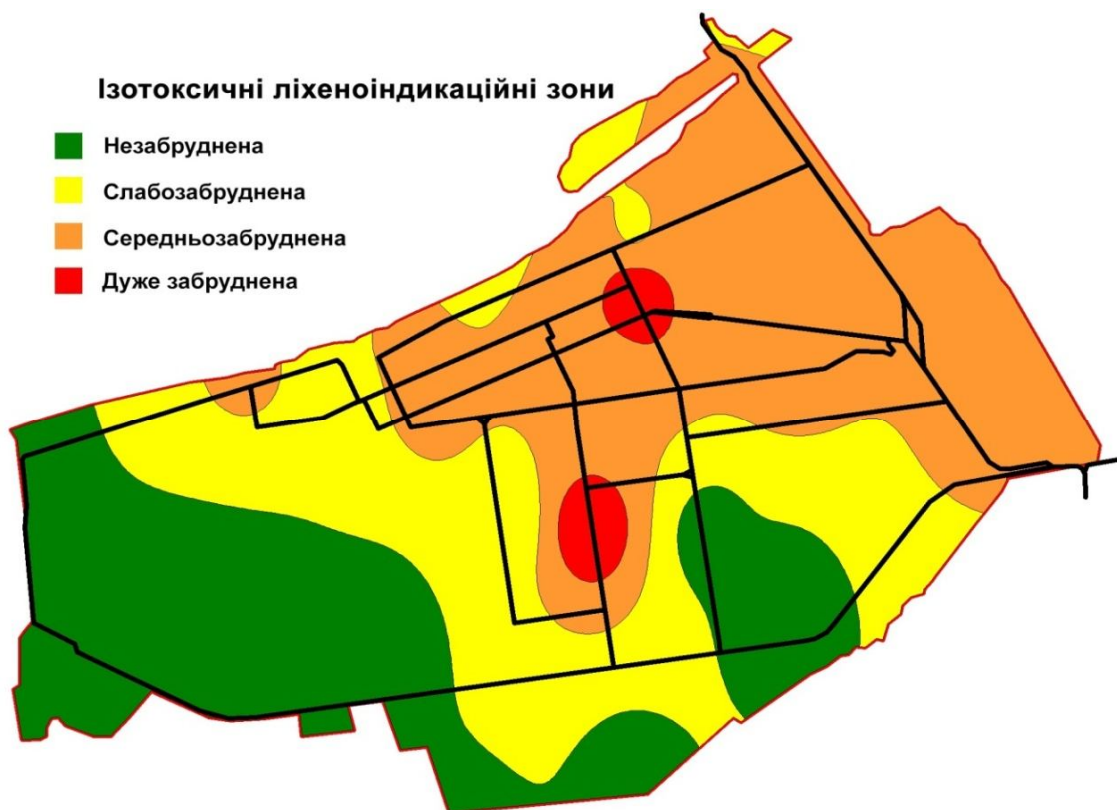 Ізотоксичні ліхеноіндикаційні зони
Незабруднена
Слабозабруднена
Середньозабруднена
Дуже забруднена